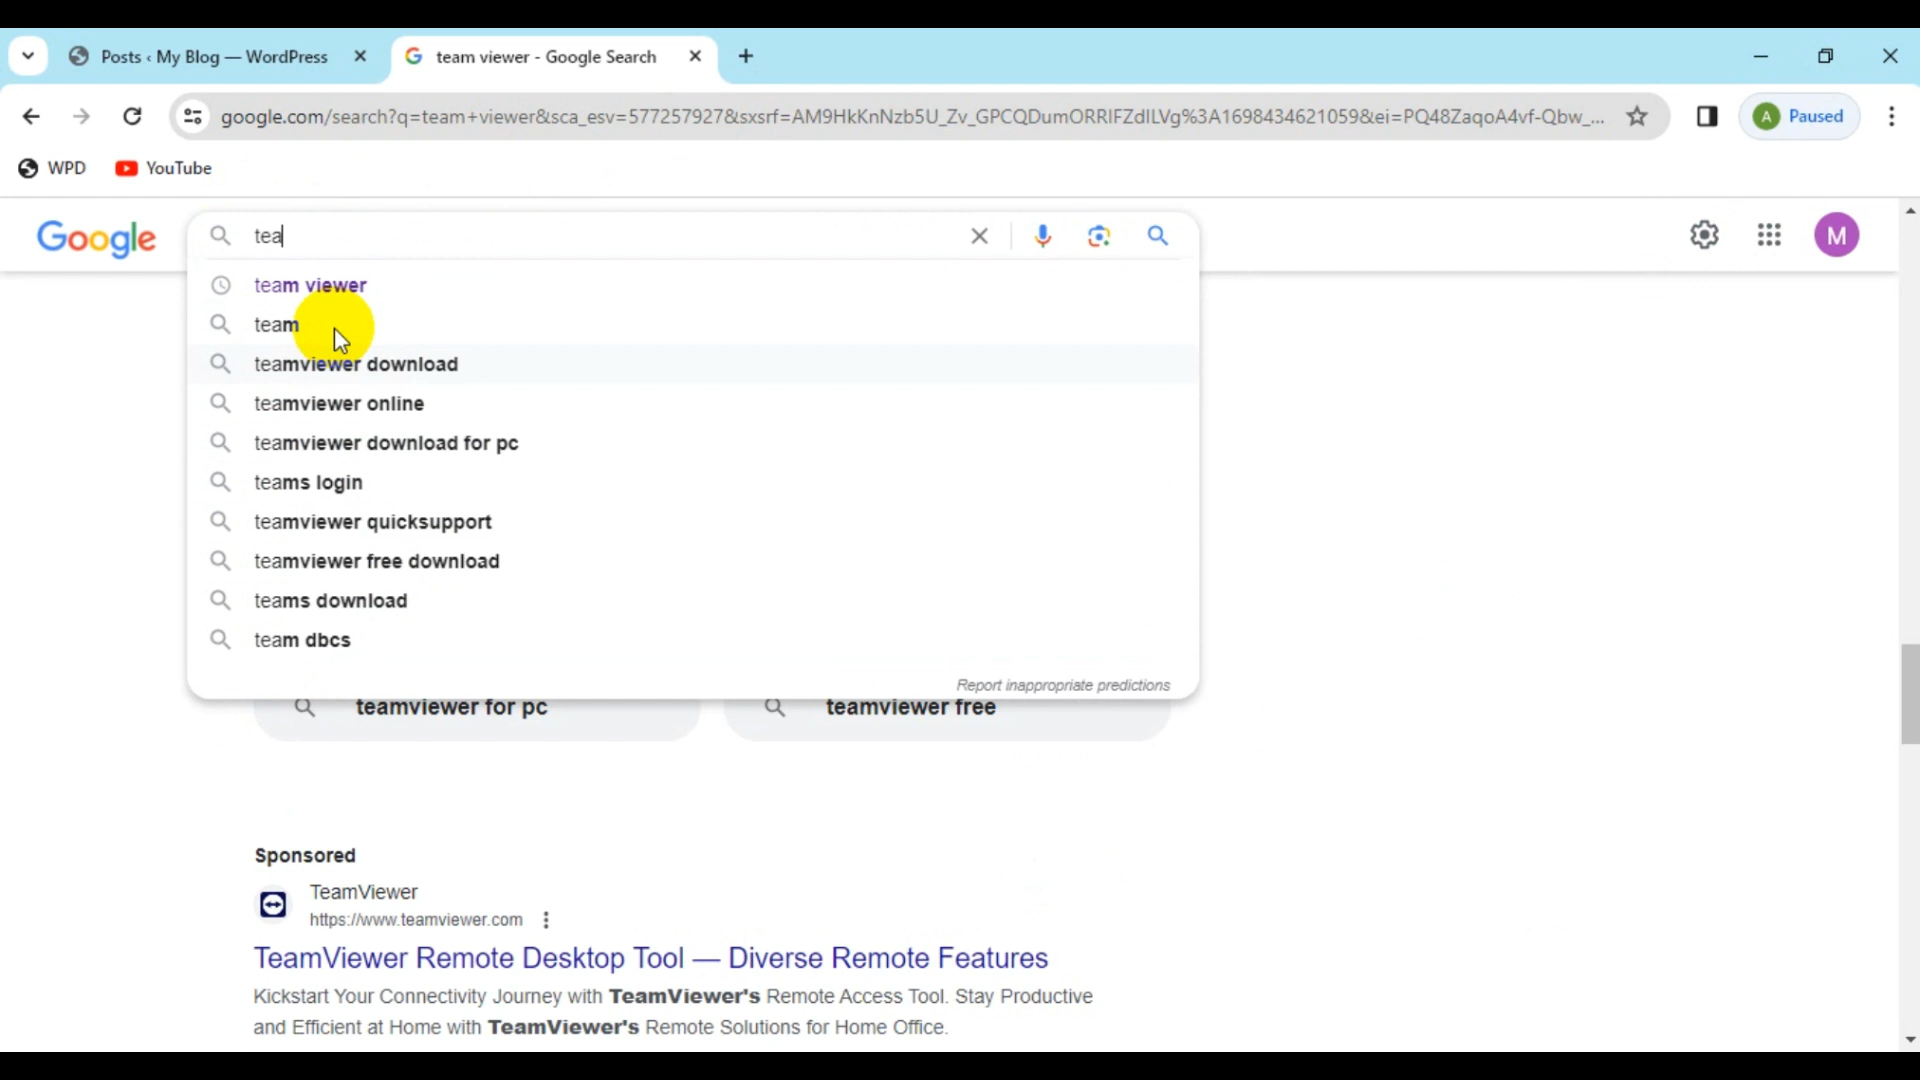 Posts ‹ My Blog — WordPress
team viewer - Google Search
google.com/search?q=team+viewer&sca_esv=577257927&sxsrf=AM9HkKnNzb5U_Zv_GPCQDumORRIFZdILVg%3A1698434621059&ei=PQ48ZaqoA4vf-Qbw_...
A Paused
WPD YouTube
Google
tea
M
team viewer
team
teamviewer download
teamviewer online
teamviewer download for pc
teams login
teamviewer quicksupport
teamviewer free download
teams download
team dbcs
Report inappropriate predictions
teamviewer for pc
teamviewer free
Sponsored
TeamViewer
https://www.teamviewer.com
TeamViewer Remote Desktop Tool — Diverse Remote Features
Kickstart Your Connectivity Journey with TeamViewer's Remote Access Tool. Stay Productive
and Efficient at Home with TeamViewer's Remote Solutions for Home Office.